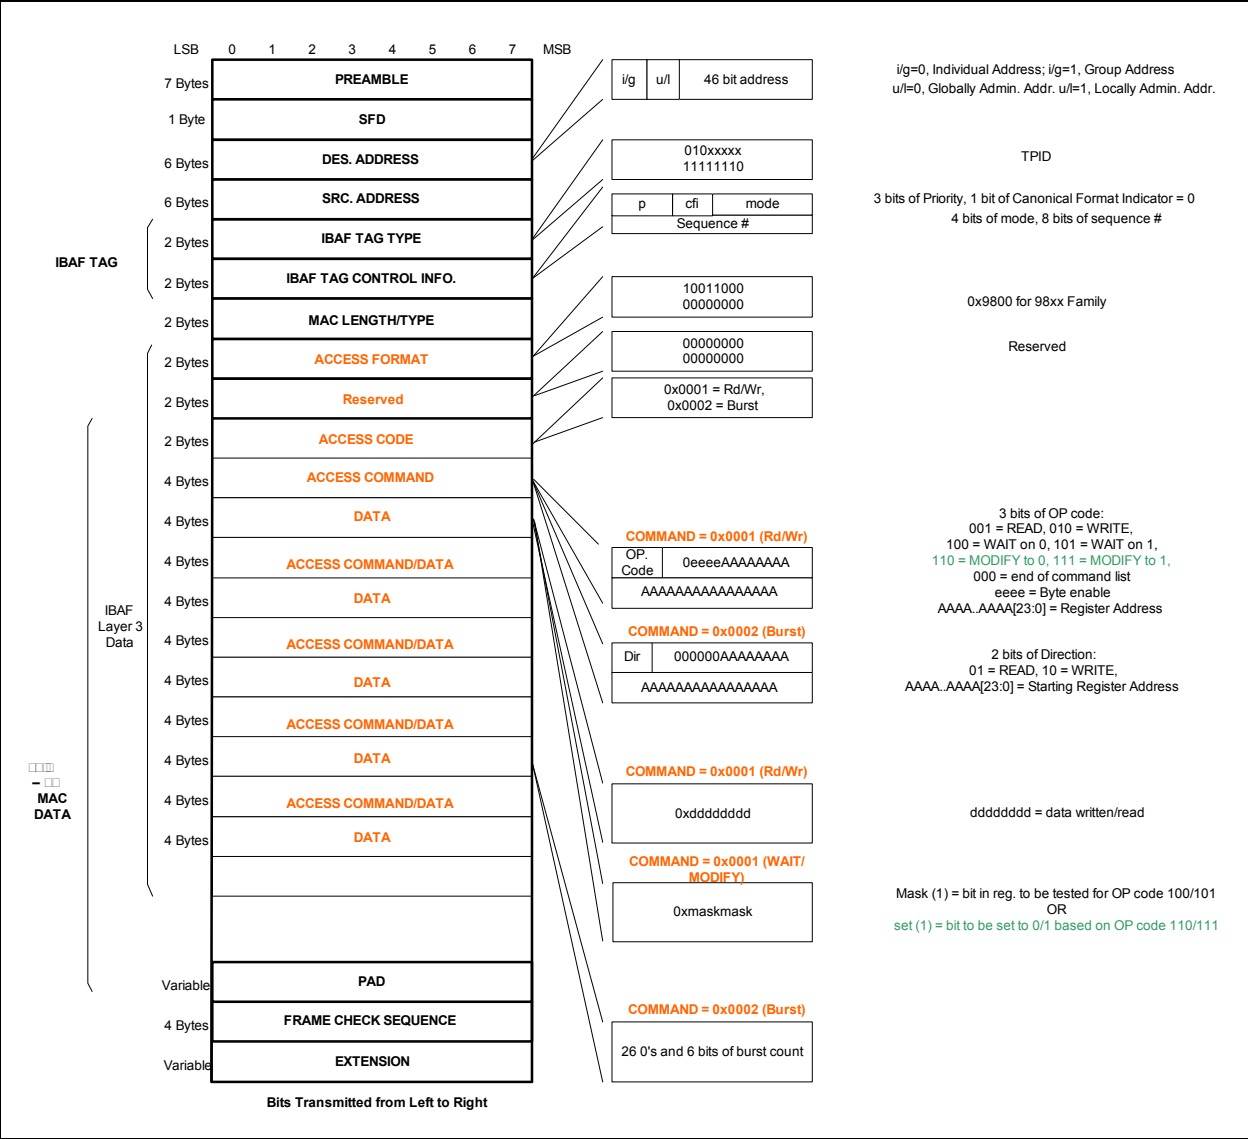 LSB 0 1 2 3 4 5 6 7 MSB
7 Bytes PREAMBLE
1 Byte SFD
6 Bytes DES. ADDRESS
6 Bytes SRC. ADDRESS
IBAF TAG
2 Bytes IBAF TAG TYPE
2 Bytes IBAF TAG CONTROL INFO.
2 Bytes MAC LENGTH/TYPE
2 Bytes ACCESS FORMAT
2 Bytes Reserved
2 Bytes ACCESS CODE
4 Bytes ACCESS COMMAND
4 Bytes DATA
4 Bytes ACCESS COMMAND/DATA
4 Bytes DATA
4 Bytes ACCESS COMMAND/DATA
4 Bytes DATA
4 Bytes ACCESS COMMAND/DATA
4 Bytes DATA
4 Bytes ACCESS COMMAND/DATA
4 Bytes DATA
IBAF
Layer 3
Data
MAC
DATA
Variable PAD
4 Bytes FRAME CHECK SEQUENCE
Variable EXTENSION
Bits Transmitted from Left to Right
i/g u/l 46 bit address
i/g=0, Individual Address; i/g=1, Group Address
u/l=0, Globally Admin. Addr. u/l=1, Locally Admin. Addr.
010xxxxx
11111110
TPID
p cfi mode
Sequence #
3 bits of Priority, 1 bit of Canonical Format Indicator = 0
4 bits of mode, 8 bits of sequence #
10011000
00000000
0x9800 for 98xx Family
00000000
00000000
Reserved
0x0001 = Rd/Wr,
0x0002 = Burst
COMMAND = 0x0001 (Rd/Wr)
OP.
Code
0eeeeAAAAAAAA
AAAAAAAAAAAAAAAA
3 bits of OP code:
001 = READ, 010 = WRITE,
100 = WAIT on 0, 101 = WAIT on 1,
110 = MODIFY to 0, 111 = MODIFY to 1,
000 = end of command list
eeee = Byte enable
AAAA..AAAA[23:0] = Register Address
COMMAND = 0x0002 (Burst)
Dir 000000AAAAAAAA
AAAAAAAAAAAAAAAA
2 bits of Direction:
01 = READ, 10 = WRITE,
AAAA..AAAA[23:0] = Starting Register Address
COMMAND = 0x0001 (Rd/Wr)
0xdddddddd
dddddddd = data written/read
COMMAND = 0x0001 (WAIT/
MODIFY)
0xmaskmask
Mask (1) = bit in reg. to be tested for OP code 100/101
OR
set (1) = bit to be set to 0/1 based on OP code 110/111
COMMAND = 0x0002 (Burst)
26 0's and 6 bits of burst count